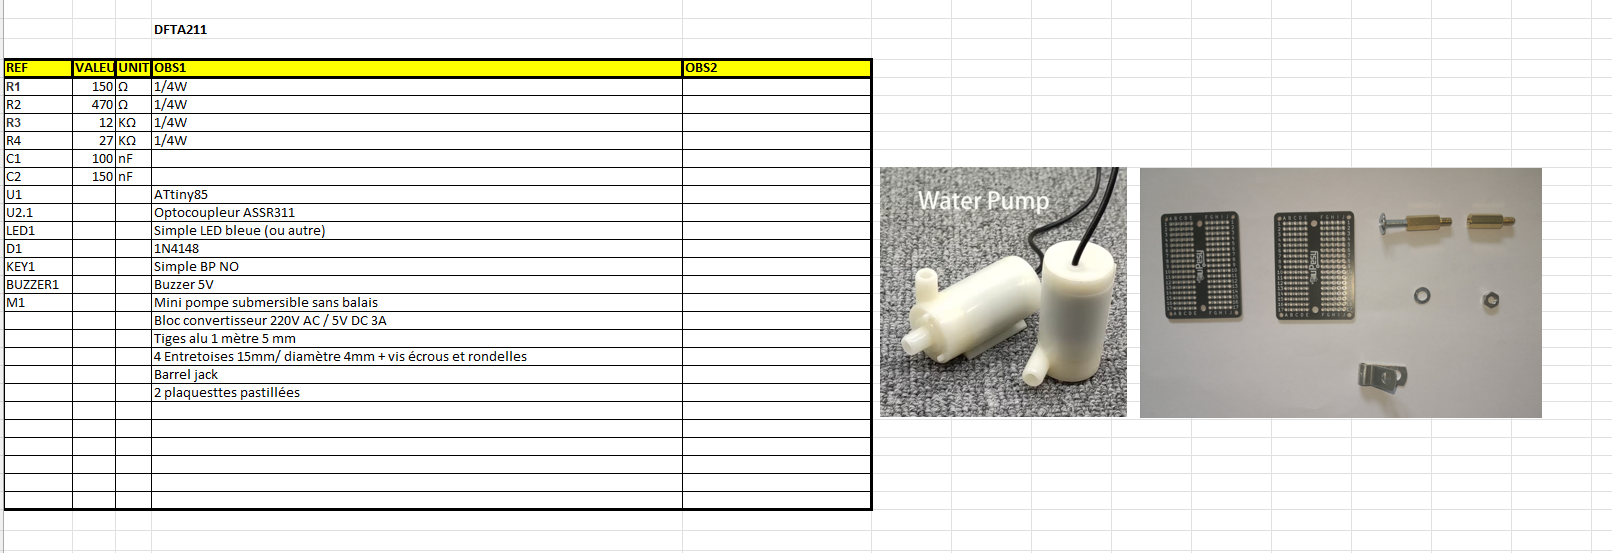 DFTA211
REF VALEU UNIT OBS1 OBS2
R1 150 Ω 1/4W
R2 470 Ω 1/4W
R3 12 KΩ 1/4W
R4 27 KΩ 1/4W
C1 100 nF
C2 150 nF
U1 ATtiny85
U2.1 Optocoupleur ASSR311
LED1 Simple LED bleue (ou autre)
D1 1N4148
KEY1 Simple BP NO
BUZZER1 Buzzer 5V
M1 Mini pompe submersible sans balais
Bloc convertisseur 220V AC / 5V DC 3A
Tiges alu 1 mètre 5 mm
4 Entretoises 15mm/ diamètre 4mm + vis écrous et rondelles
Barrel jack
2 plaquesttes pastillées
Water Pump